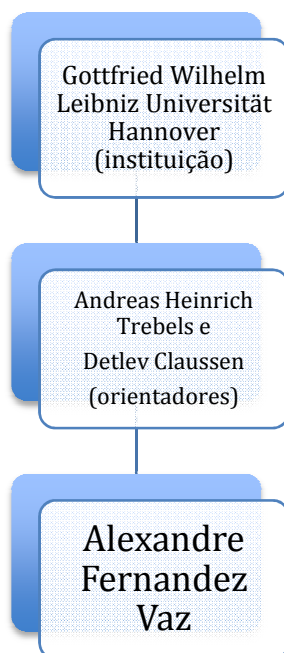 Gottfried Wilhelm
Leibniz Universität
Hannover
(instituição)
Andreas Heinrich
Trebels e
Detlev Claussen
(orientadores)
Alexandre
Fernandez
Vaz